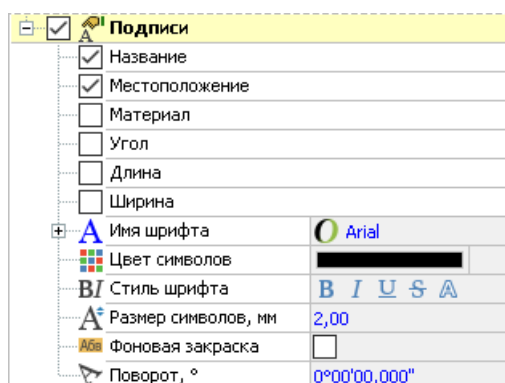 Подписи
Название
Местоположение
Материал
Угол
Длина
Ширина
Имя шрифта Arial
Цвет символов
Стиль шрифта B I U S A
Размер символов, мм 2,00
Фоновая закраска
Поворот, ° 0°00'00,000"